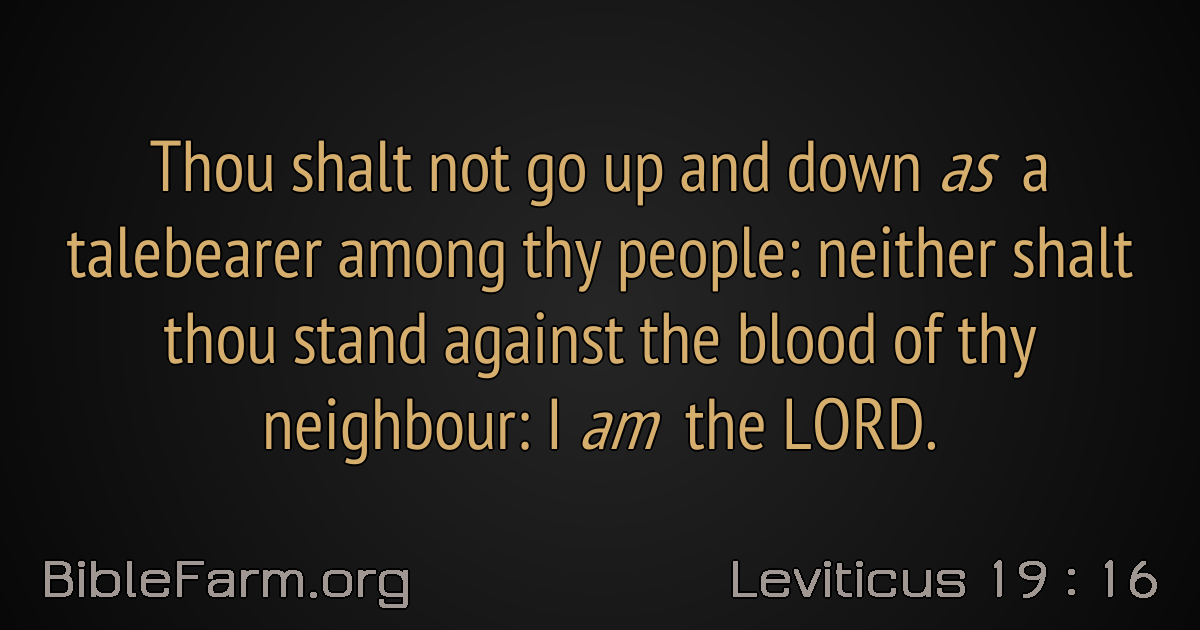 Thou shalt not go up and down as a
talebearer among thy people: neither shalt
thou stand against the blood of thy
neighbour: I am the LORD.
BibleFarm.org
Leviticus 19 : 16